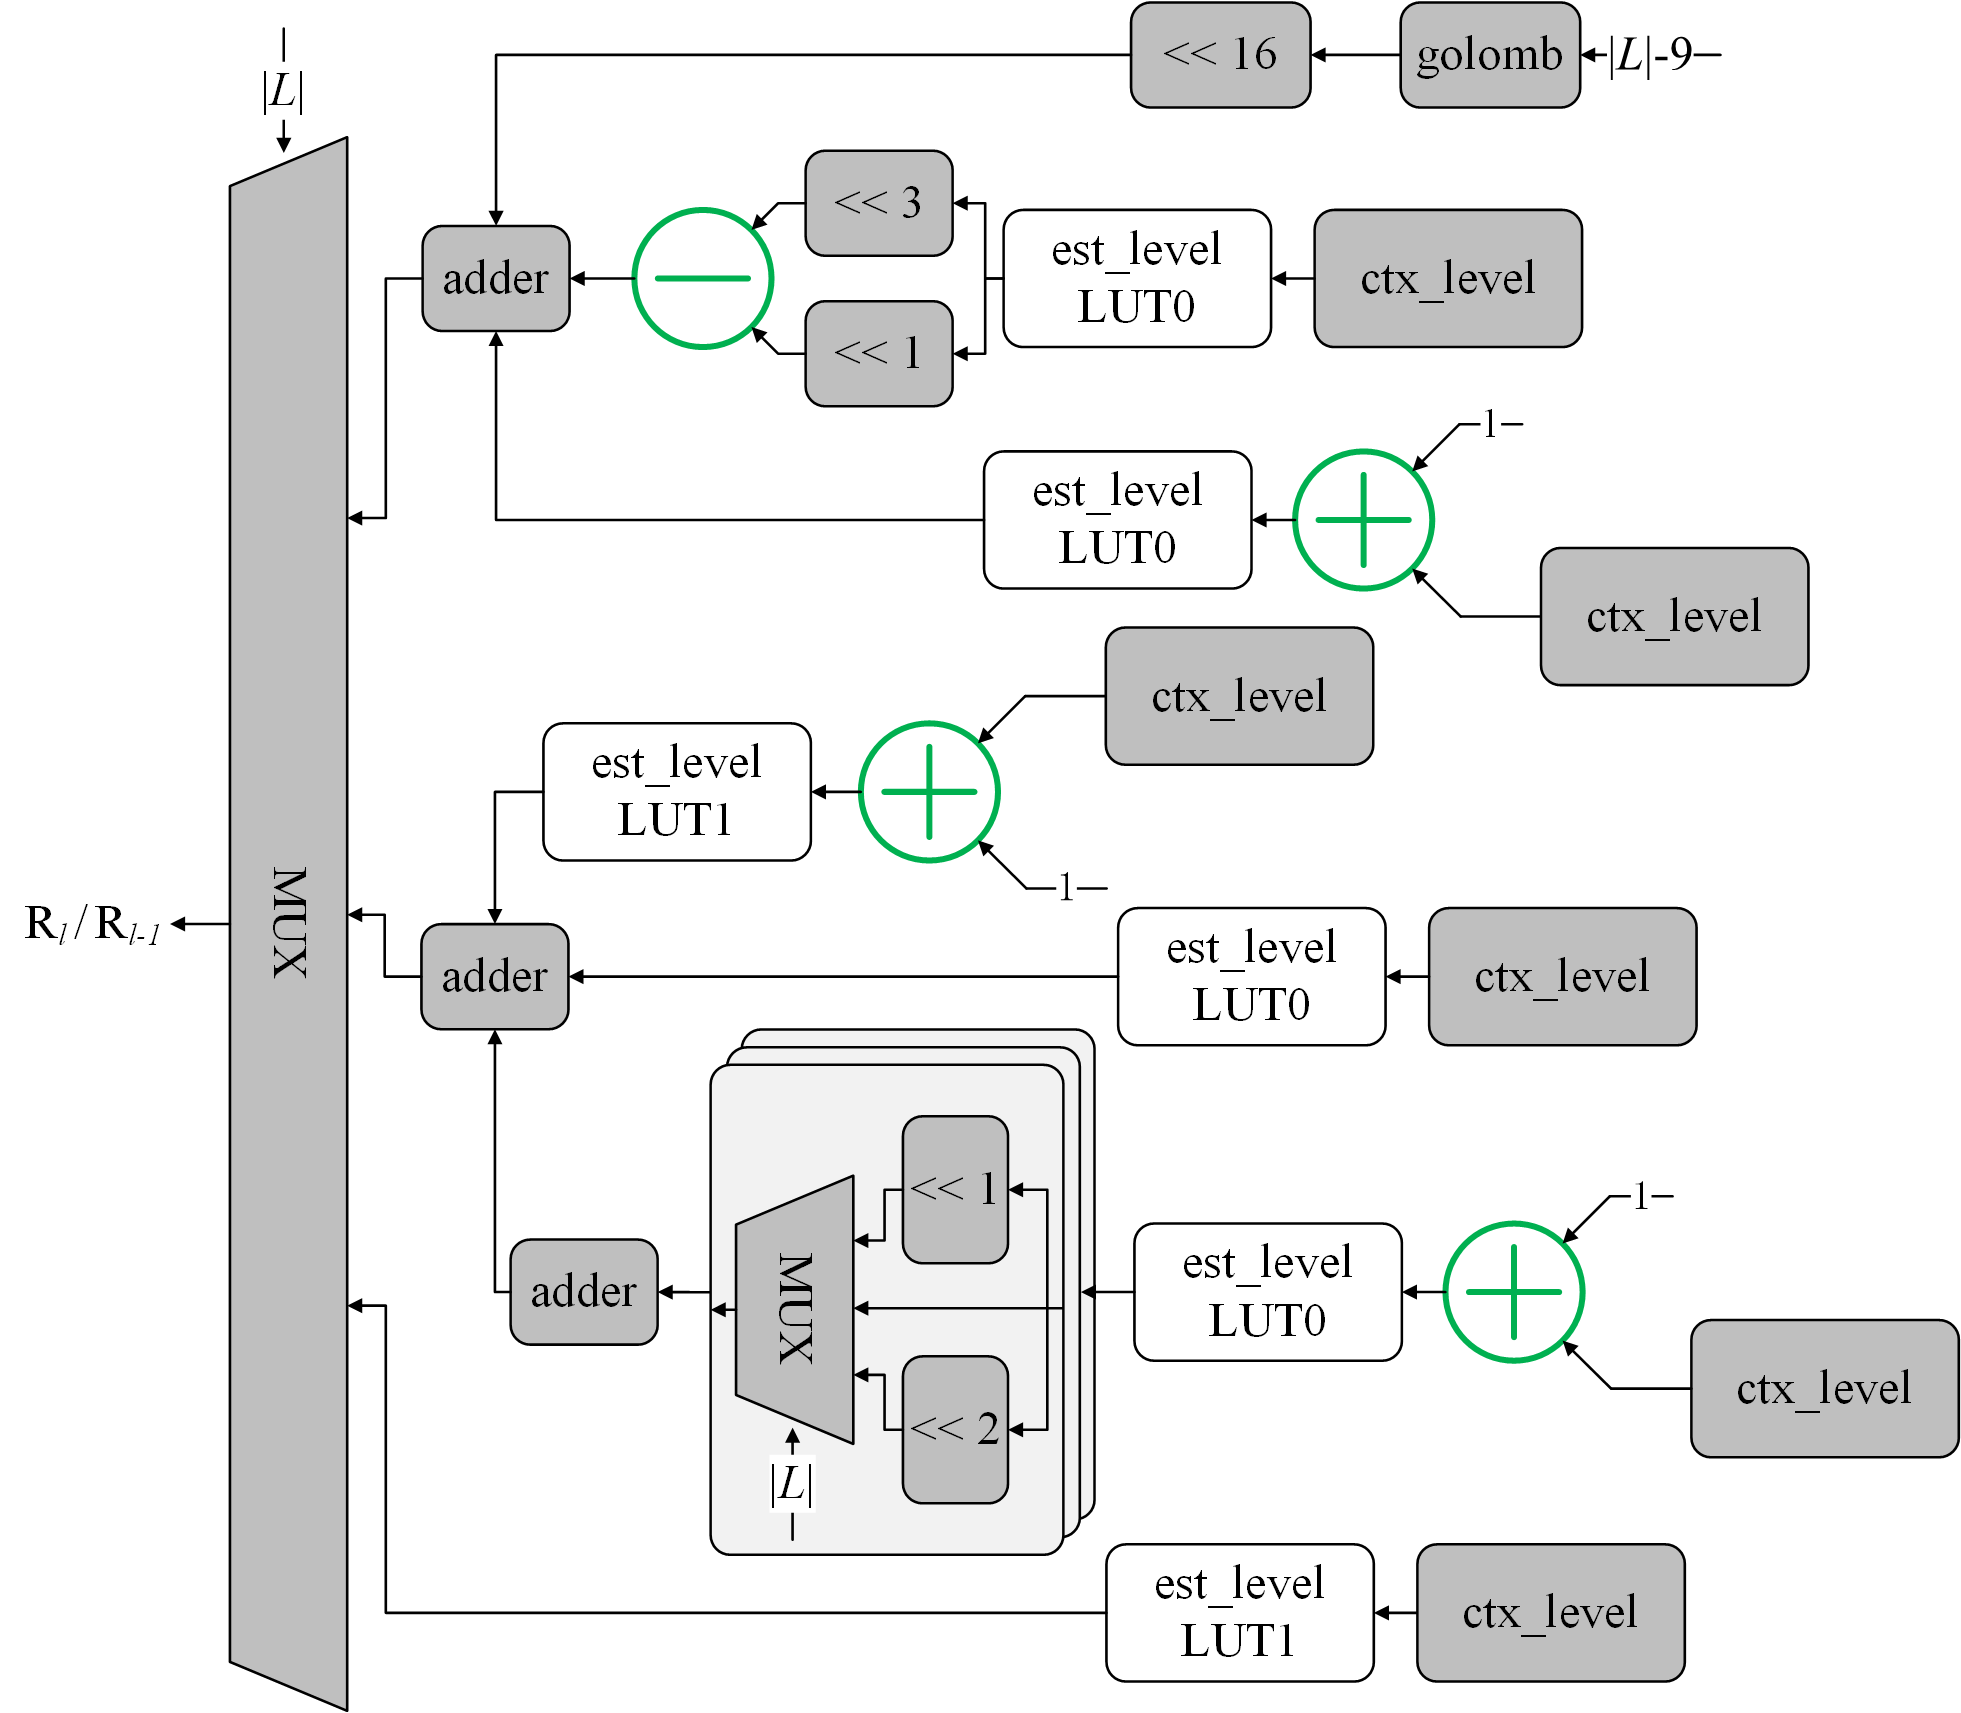 |L|
<< 16
golomb
|L|-9
<< 3
est_level
LUT0
ctx_level
adder
<< 1
1
est_level
LUT0
ctx_level
ctx_level
est_level
LUT1
1
MUX
R_l / R_{l-1}
adder
est_level
LUT0
ctx_level
<< 1
1
adder
MUX
est_level
LUT0
ctx_level
<< 2
|L|
est_level
LUT1
ctx_level